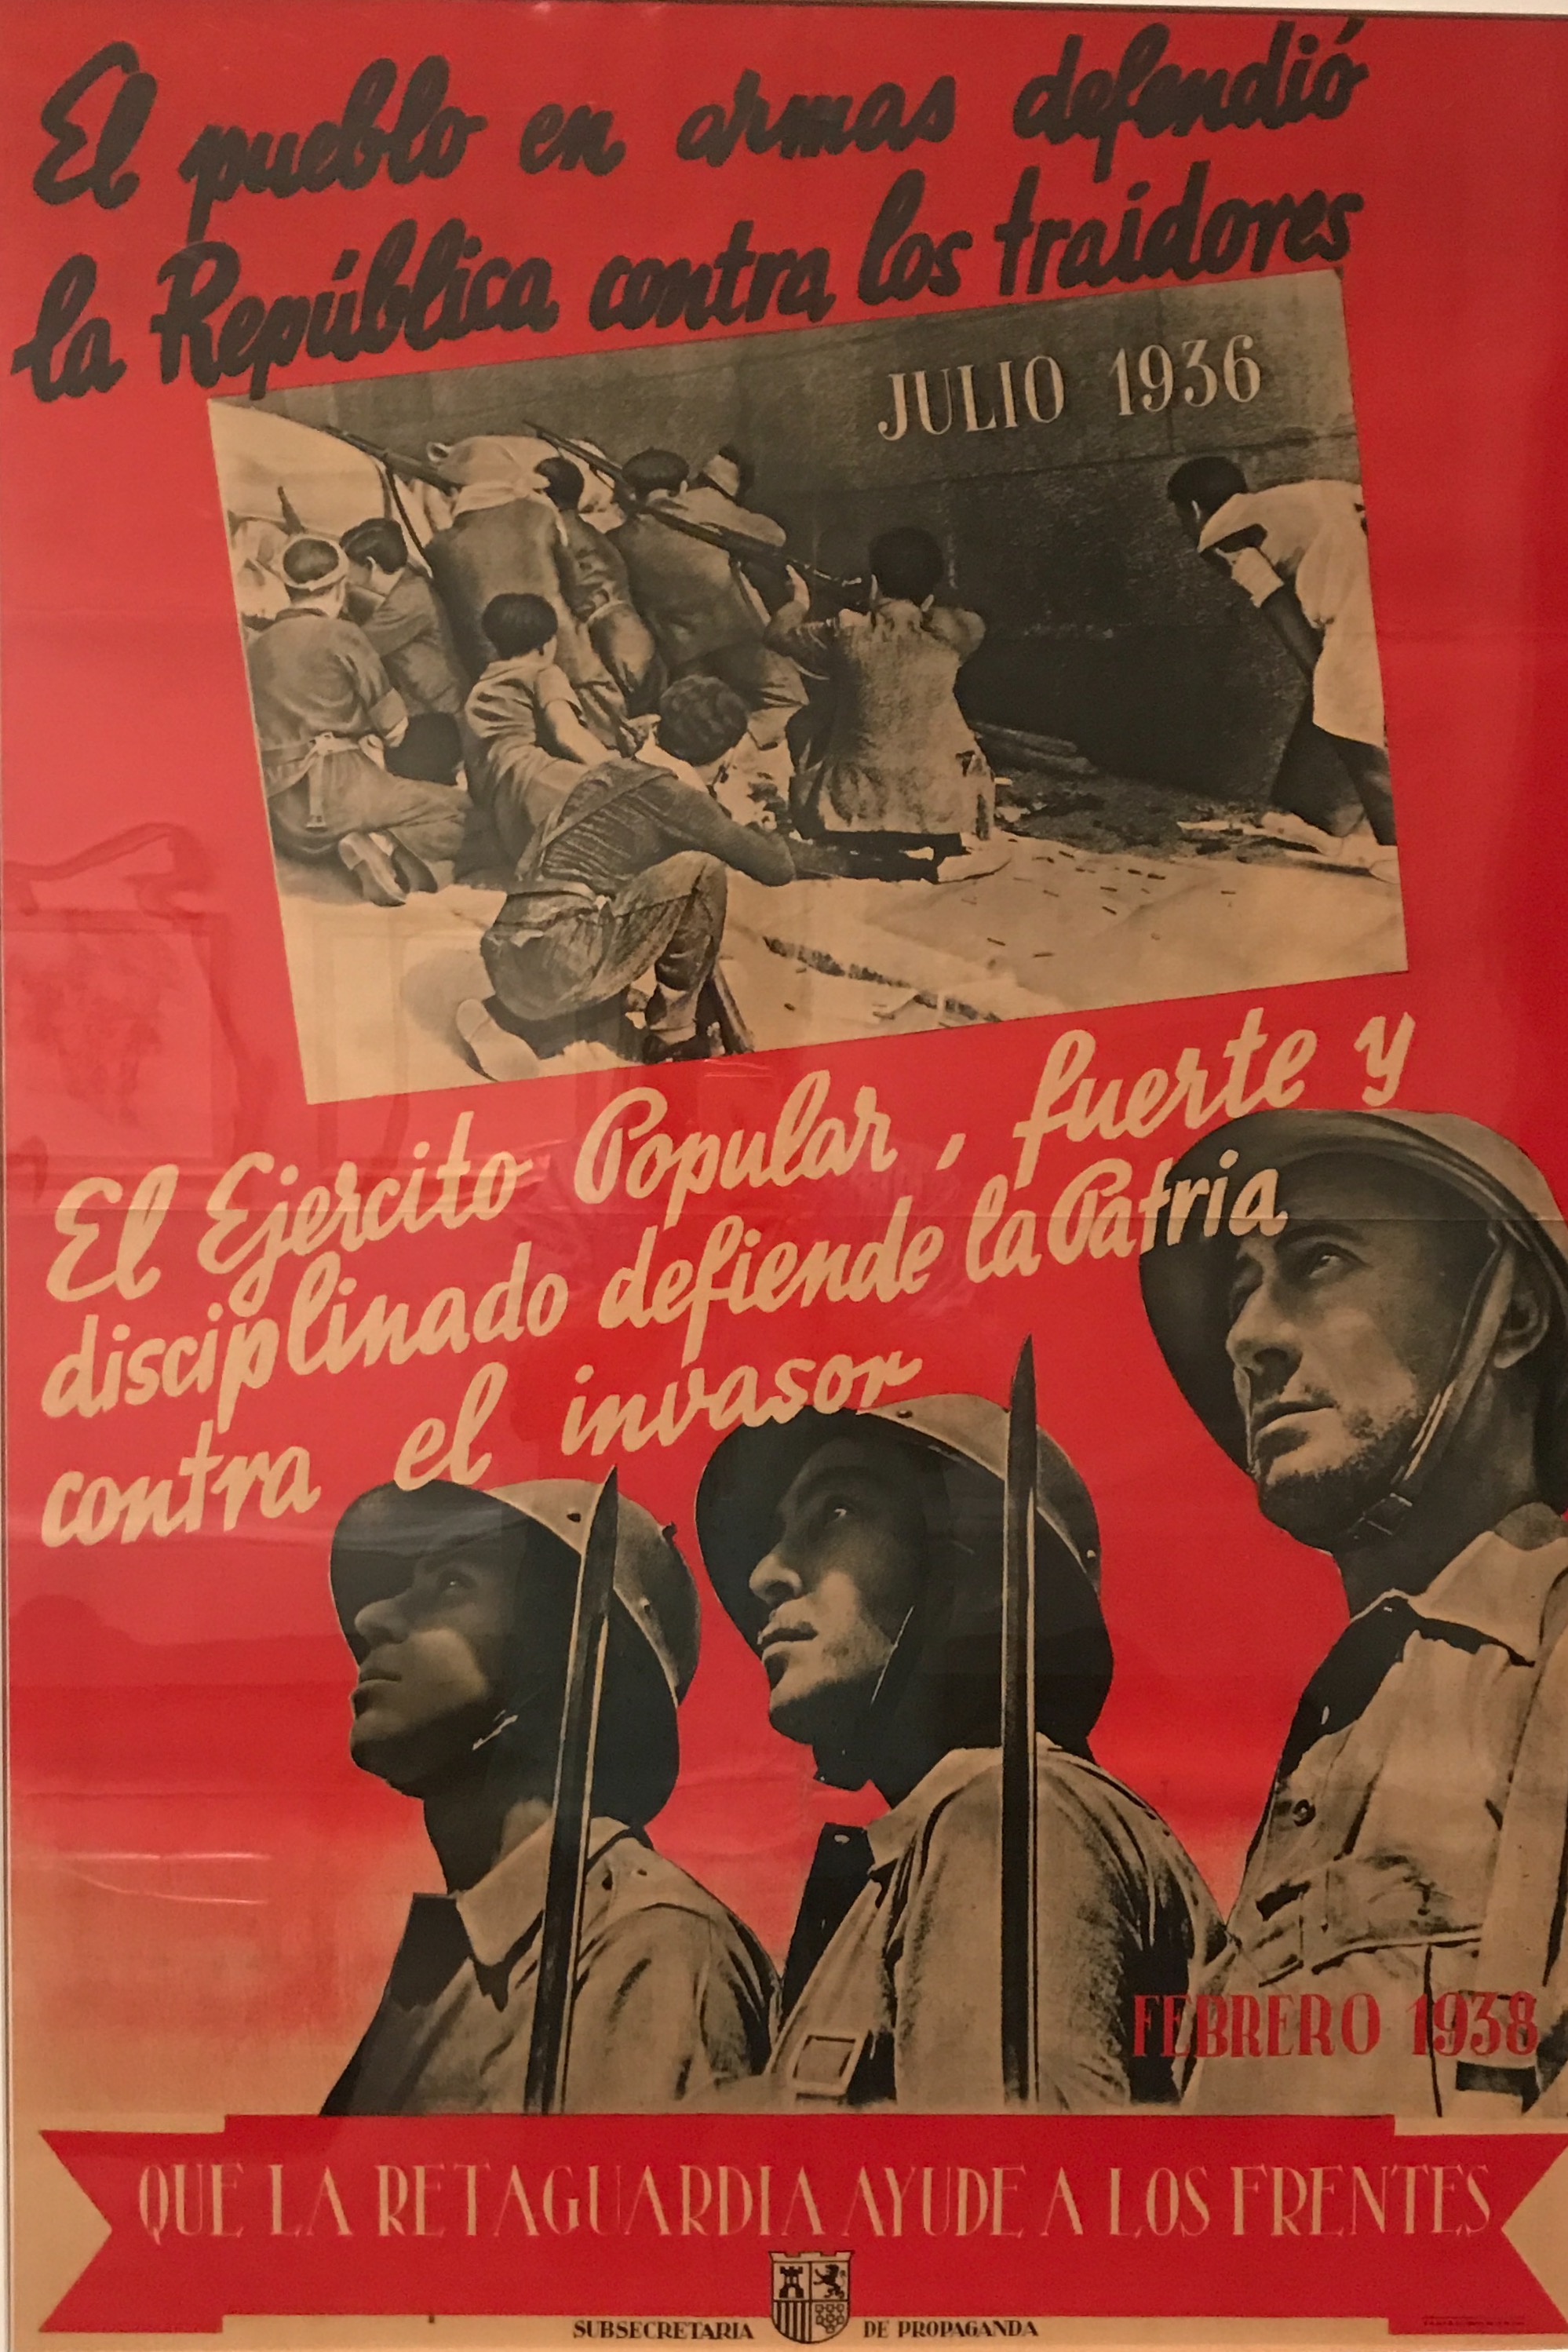 El pueblo en armas defendió
la República contra los traidores
JULIO 1936
El Ejercito Popular, fuerte y
disciplinado defiende la Patria
contra el invasor
FEBRERO 1938
QUE LA RETAGUARDIA AYUDE A LOS FRENTES
SUBSECRETARIA DE PROPAGANDA